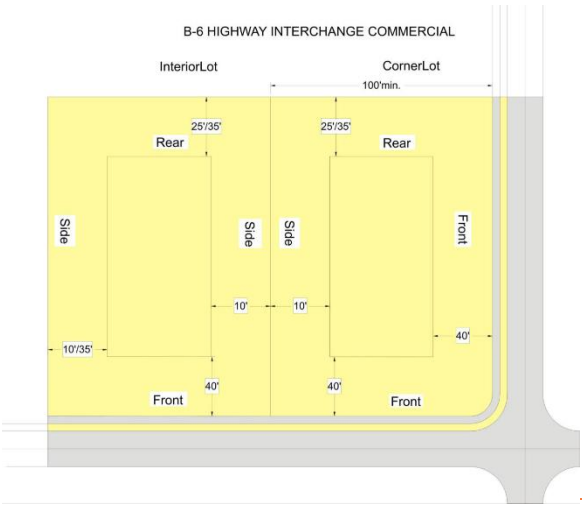 B-6 HIGHWAY INTERCHANGE COMMERCIAL
InteriorLot
CornerLot
100'min.
25'/35'
25'/35'
Rear
Rear
Side
Side
Side
Front
10'
10'
10'/35'
40'
40'
40'
Front
Front